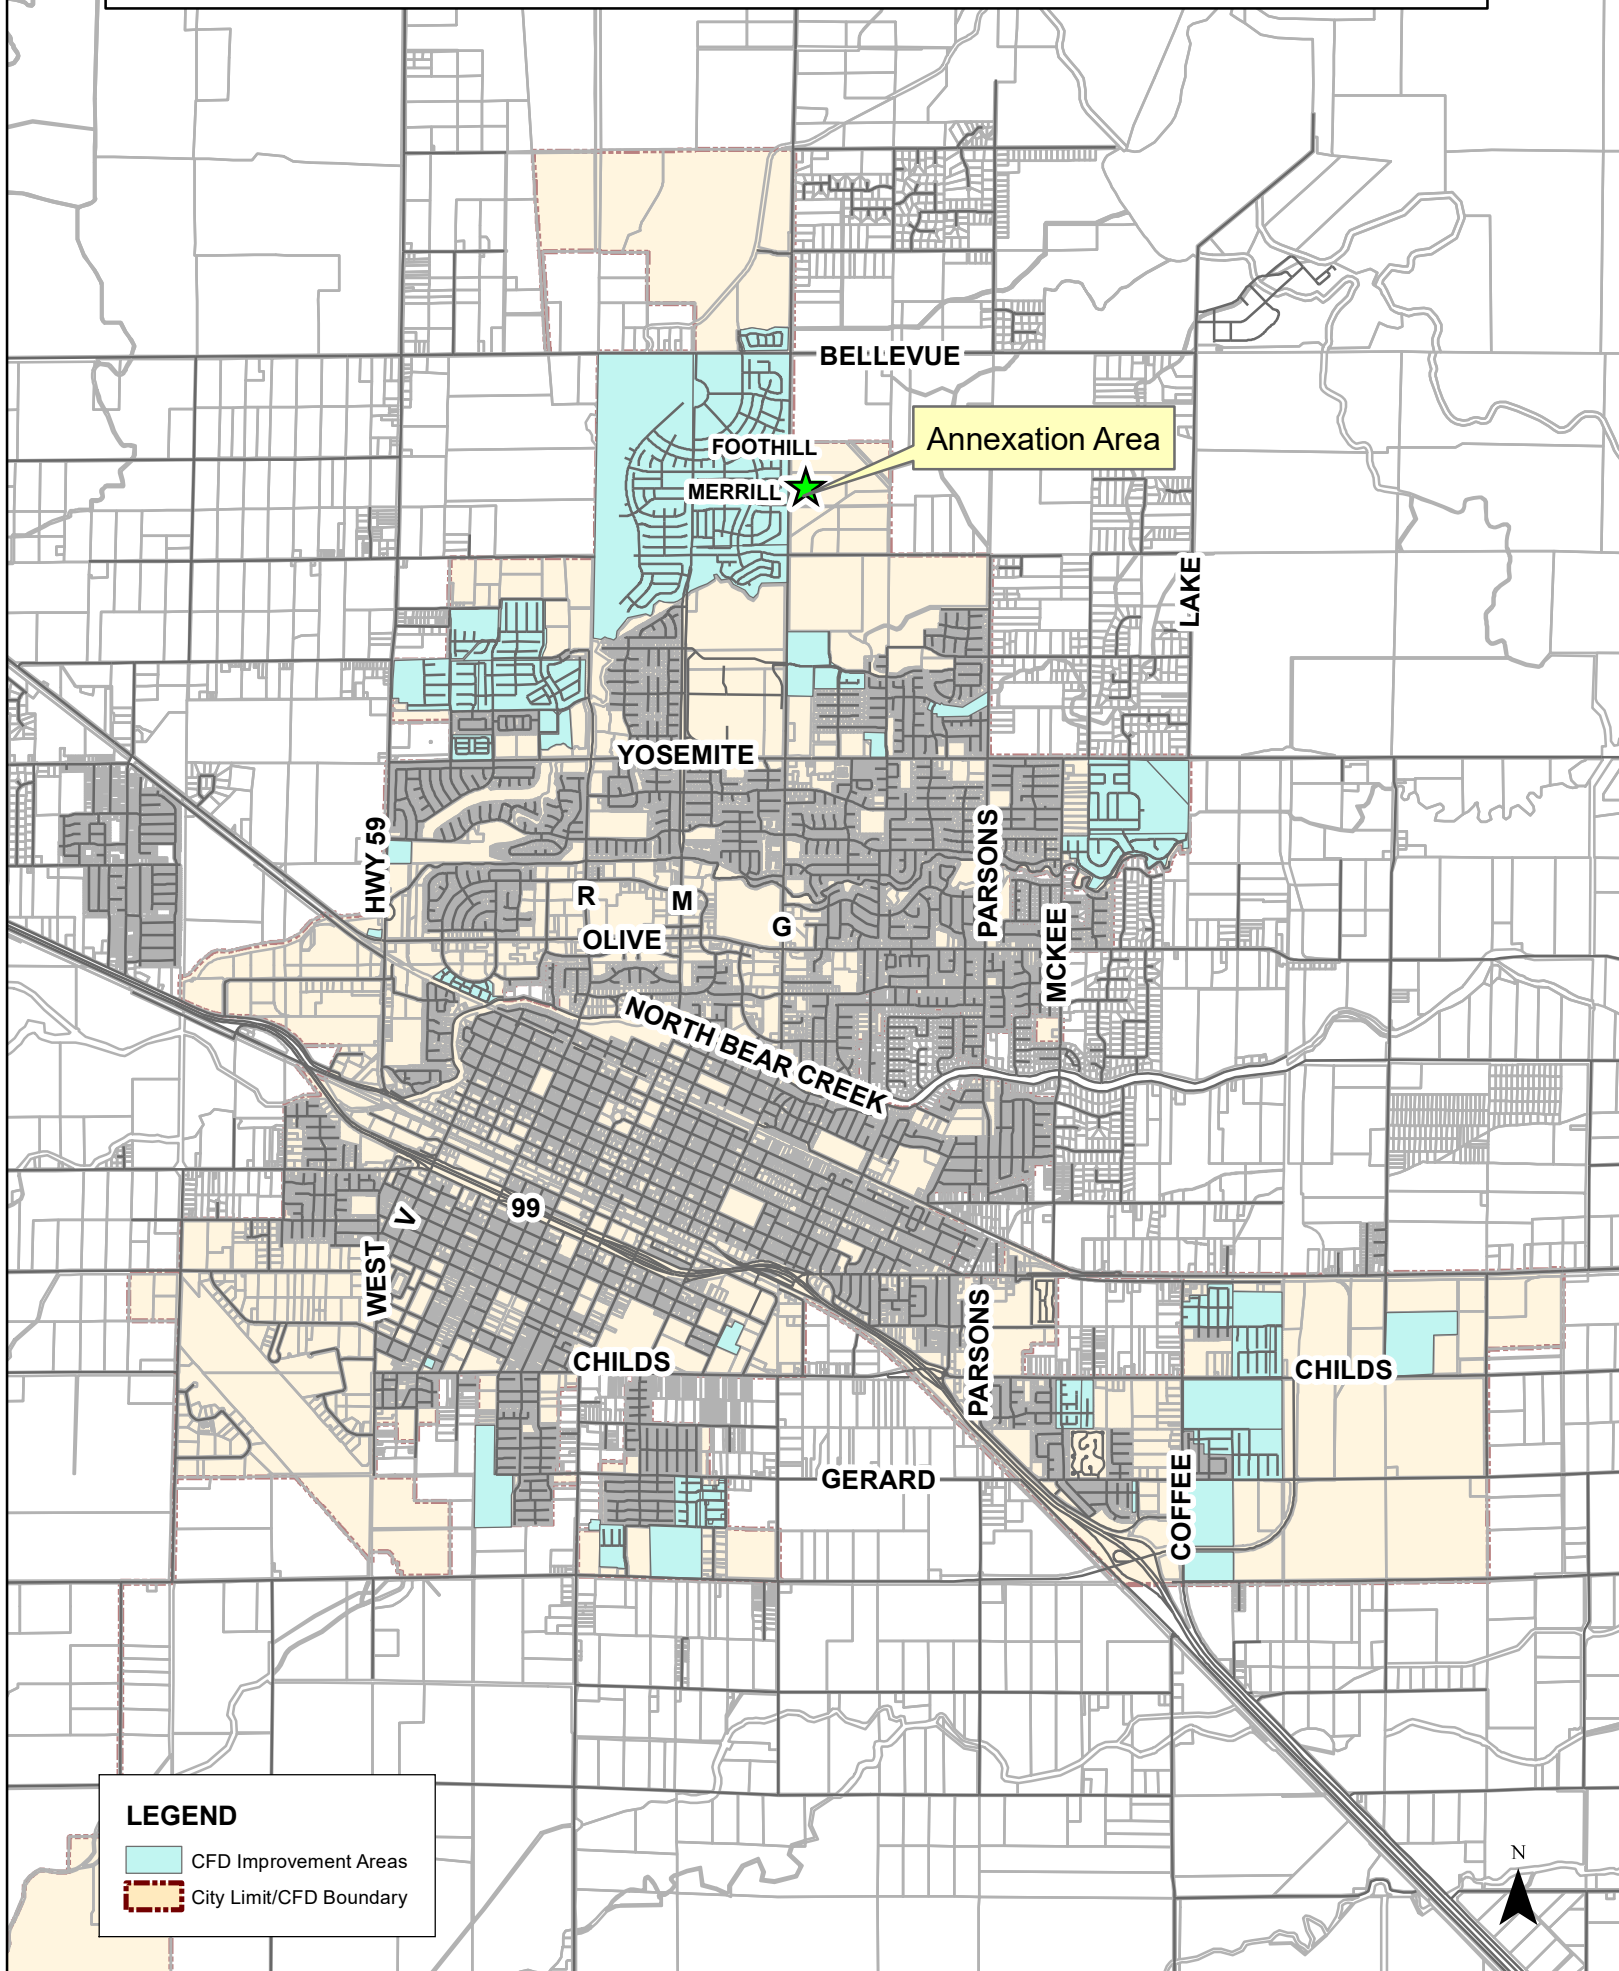 BELLEVUE
Annexation Area
FOOTHILL
MERRILL
LAKE
YOSEMITE
HWY 59
PARSONS
R
M
G
OLIVE
MCKEE
NORTH BEAR CREEK
V
99
WEST
PARSONS
CHILDS
CHILDS
GERARD
COFFEE
LEGEND
CFD Improvement Areas
City Limit/CFD Boundary
N